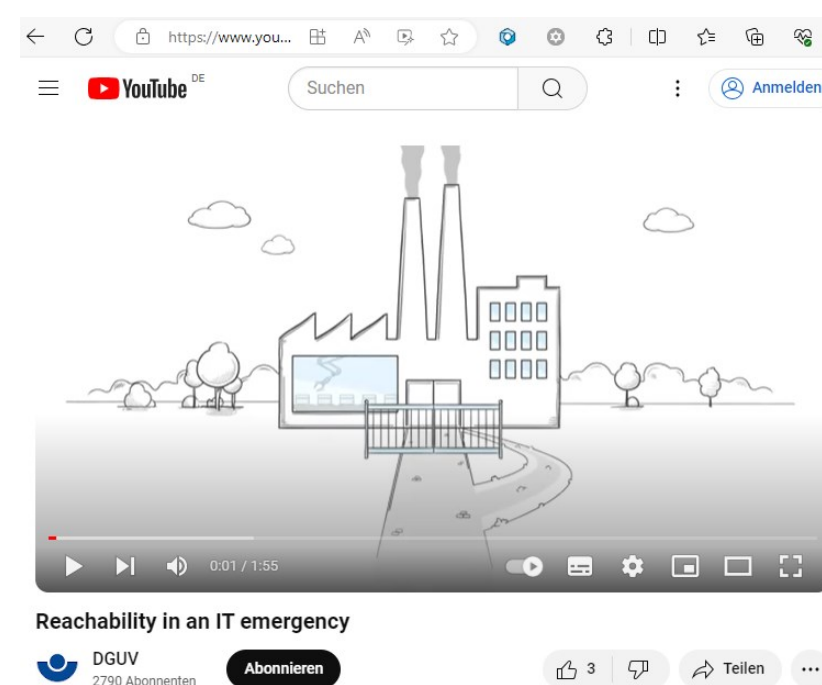 https://www.you...
YouTube DE
Suchen
Anmelden
0:01 / 1:55
Reachability in an IT emergency
DGUV
2790 Abonnenten
Abonnieren
3
Teilen